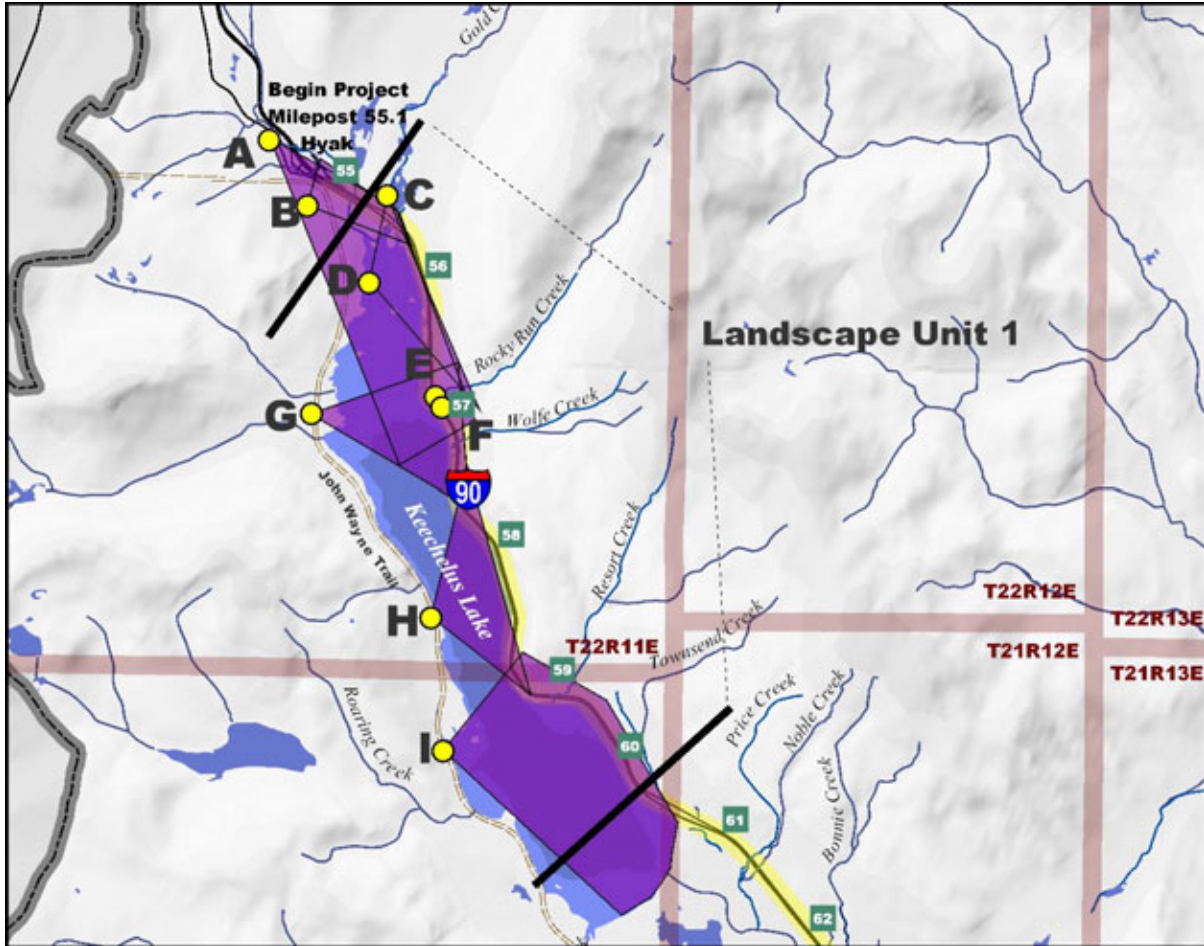 Gold C
Begin Project
Milepost 55.1
Hyak
A
55
B
C
56
D
Rocky Run Creek
Landscape Unit 1
E
57
G
Wolfe Creek
F
90
John Wayne Trail
Keechelus Lake
58
Resort Creek
H
T22R12E
T22R13E
T22R11E
T21R12E
T21R13E
Townsend Creek
59
Roaring Creek
I
60
Price Creek
Noble Creek
Bonnie Creek
61
62